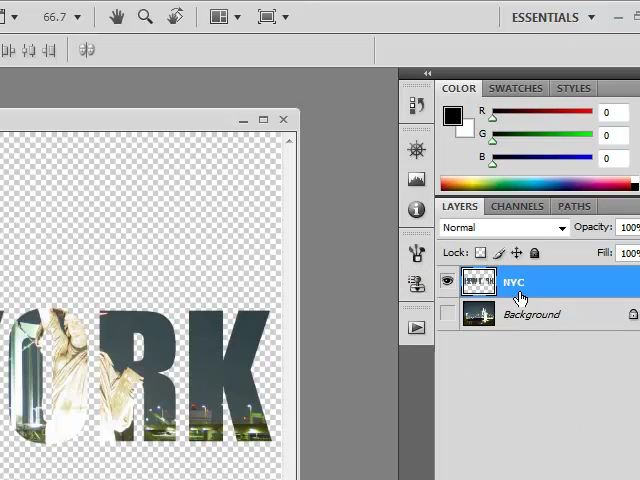 66.7
ESSENTIALS
COLOR SWATCHES STYLES
R 0
G 0
B 0
LAYERS CHANNELS PATHS
Normal Opacity: 100%
Lock: Fill: 100%
NYC
Background
YORK